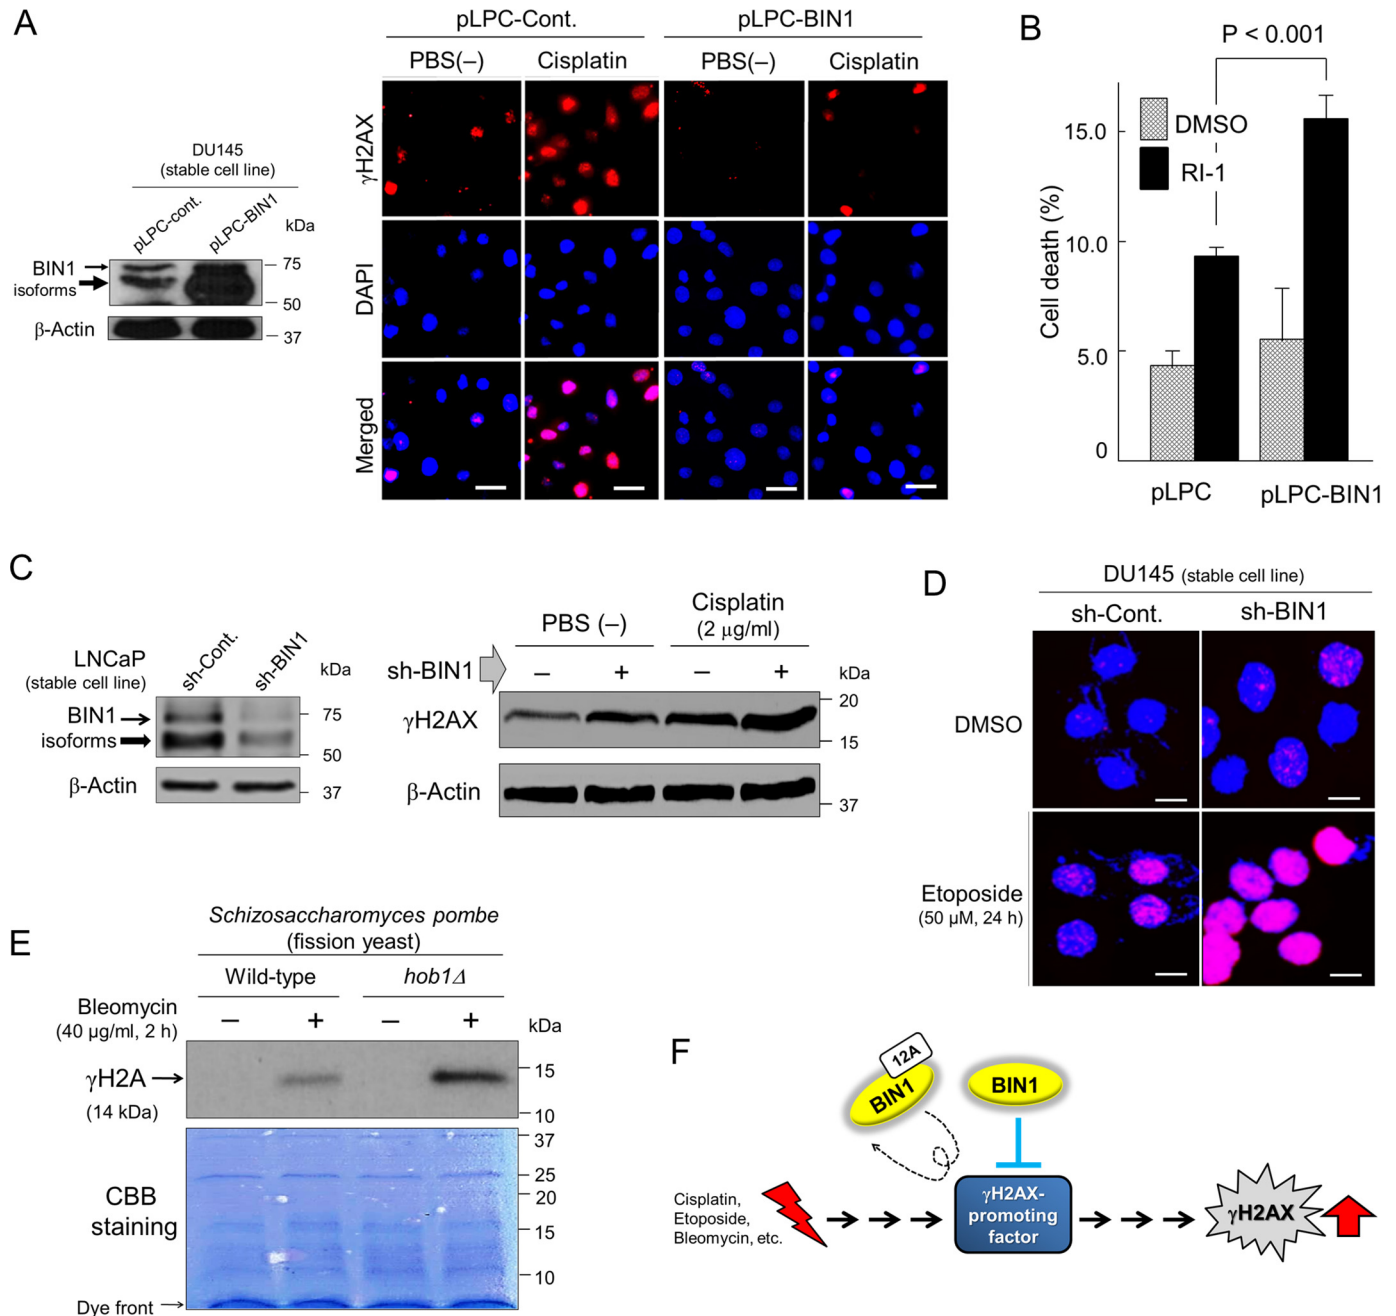 A
DU145
(stable cell line)
pLPC-cont.
pLPC-BIN1
kDa
BIN1
isoforms
75
50
β-Actin
37
pLPC-Cont.
pLPC-BIN1
PBS(–)
Cisplatin
PBS(–)
Cisplatin
γH2AX
DAPI
Merged
B
P < 0.001
DMSO
RI-1
Cell death (%)
15.0
10.0
5.0
0
pLPC
pLPC-BIN1
C
LNCaP
(stable cell line)
sh-Cont.
sh-BIN1
kDa
BIN1
isoforms
75
50
β-Actin
37
PBS (–)
Cisplatin
(2 μg/ml)
sh-BIN1
– + – +
kDa
γH2AX
20
15
β-Actin
37
D
DU145 (stable cell line)
sh-Cont.
sh-BIN1
DMSO
Etoposide
(50 μM, 24 h)
E
Schizosaccharomyces pombe
(fission yeast)
Wild-type
hob1Δ
Bleomycin
(40 μg/ml, 2 h)
– + – +
kDa
γH2A
(14 kDa)
15
10
CBB
staining
37
25
20
15
10
Dye front
F
12A
BIN1
BIN1
Cisplatin,
Etoposide,
Bleomycin, etc.
γH2AX-
promoting
factor
γH2AX